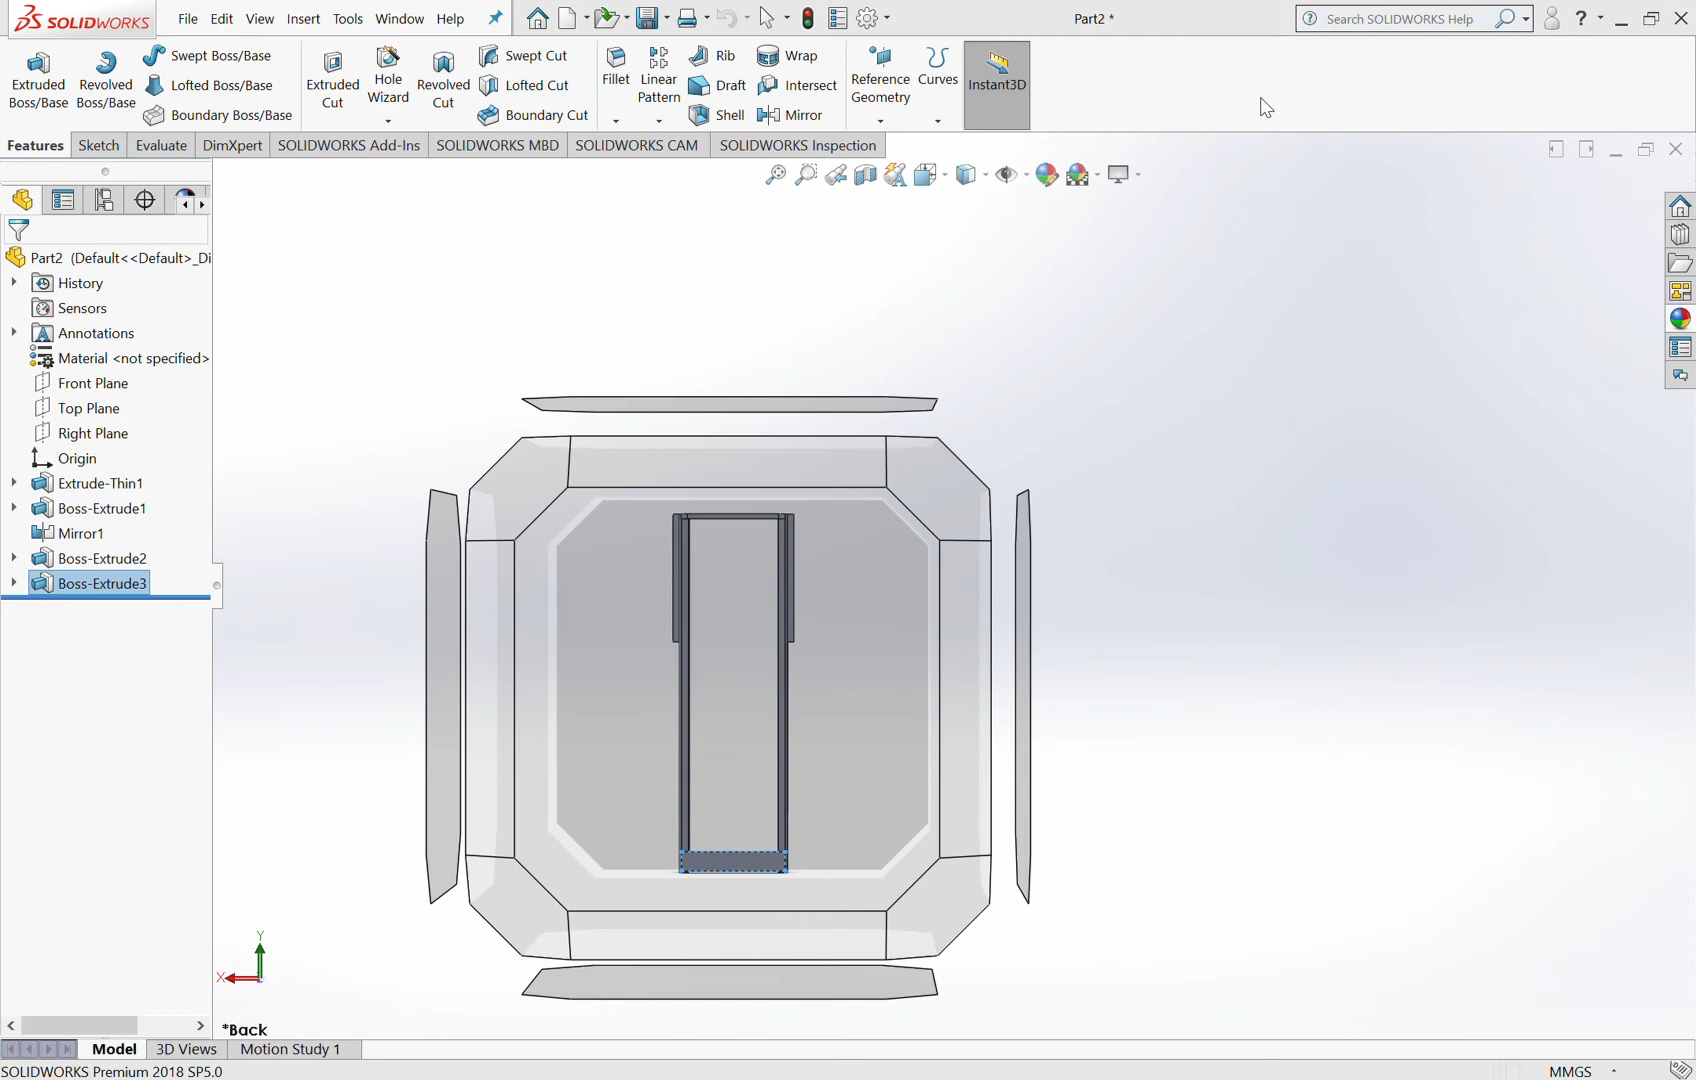 SOLIDWORKS File Edit View Insert Tools Window Help Part2 * Search SOLIDWORKS Help ?
Extruded Boss/Base
Revolved Boss/Base
Swept Boss/Base
Lofted Boss/Base
Boundary Boss/Base
Extruded Cut
Hole Wizard
Revolved Cut
Swept Cut
Lofted Cut
Boundary Cut
Fillet
Linear Pattern
Rib
Draft
Shell
Wrap
Intersect
Mirror
Reference Geometry
Curves
Instant3D
Features Sketch Evaluate DimXpert SOLIDWORKS Add-Ins SOLIDWORKS MBD SOLIDWORKS CAM SOLIDWORKS Inspection
Part2 (Default<<Default>_Di
History
Sensors
Annotations
Material <not specified>
Front Plane
Top Plane
Right Plane
Origin
Extrude-Thin1
Boss-Extrude1
Mirror1
Boss-Extrude2
Boss-Extrude3
Y
X
*Back
Model 3D Views Motion Study 1
SOLIDWORKS Premium 2018 SP5.0 MMGS